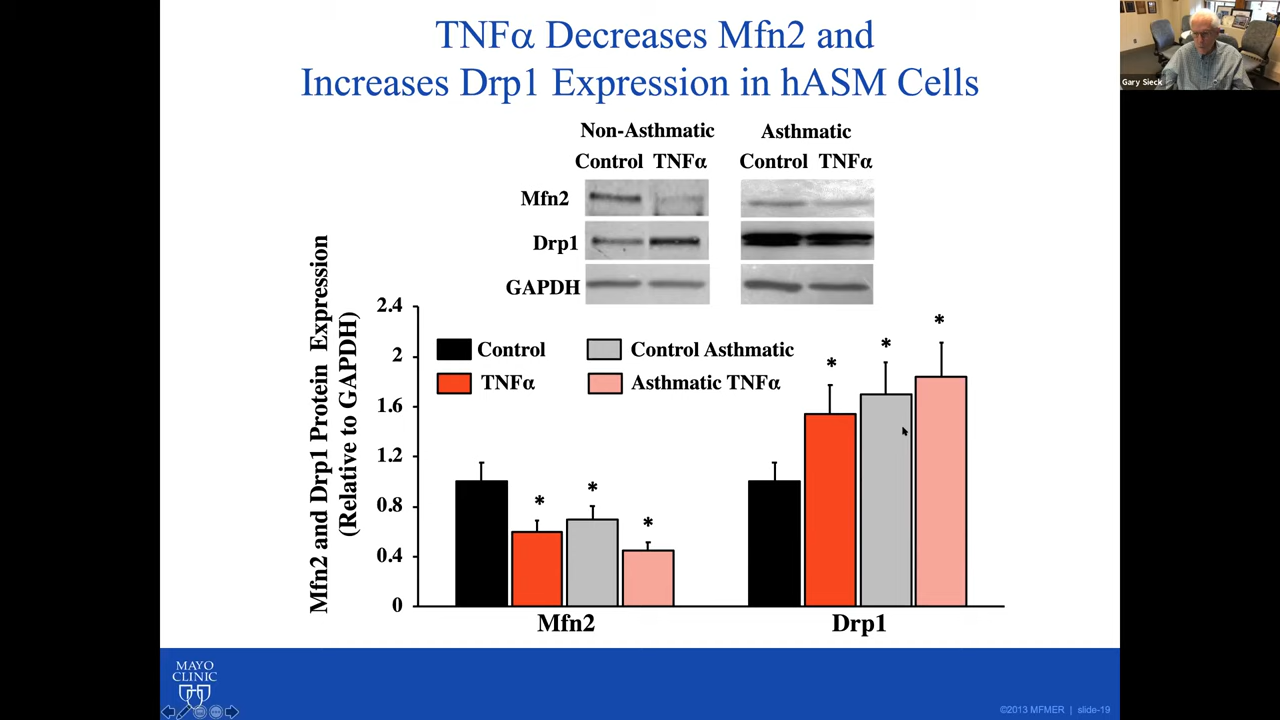 TNFα Decreases Mfn2 and
Increases Drp1 Expression in hASM Cells
Gary Sieck
Non-Asthmatic Asthmatic
Control TNFα Control TNFα
Mfn2
Drp1
GAPDH
Mfn2 and Drp1 Protein Expression
(Relative to GAPDH)
2.4
2
1.6
1.2
0.8
0.4
0
Control Control Asthmatic
TNFα Asthmatic TNFα
* * * * * *
Mfn2 Drp1
MAYO
CLINIC
©2013 MFMER | slide-19